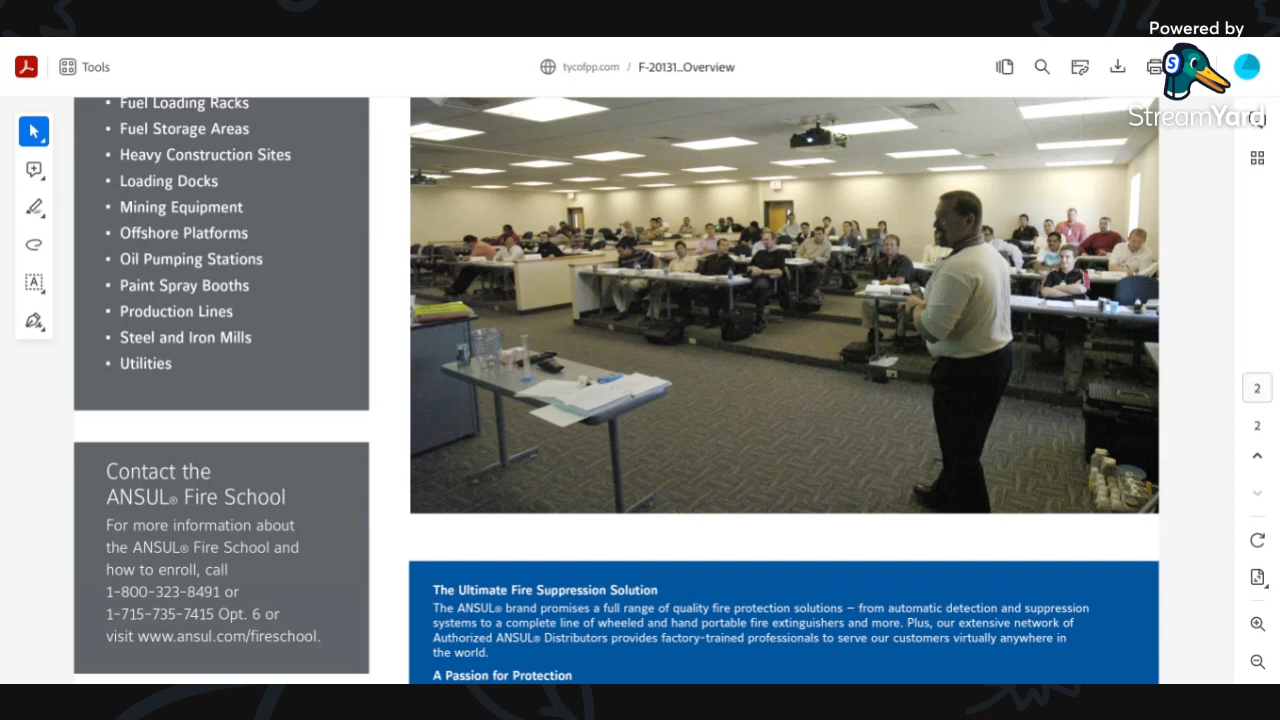 Powered by
StreamYard
Tools
tycofpp.com / F-20131...Overview
▪ Fuel Loading Racks
▪ Fuel Storage Areas
▪ Heavy Construction Sites
▪ Loading Docks
▪ Mining Equipment
▪ Offshore Platforms
▪ Oil Pumping Stations
▪ Paint Spray Booths
▪ Production Lines
▪ Steel and Iron Mills
▪ Utilities
Contact the
ANSUL® Fire School
For more information about
the ANSUL® Fire School and
how to enroll, call
1-800-323-8491 or
1-715-735-7415 Opt. 6 or
visit www.ansul.com/fireschool.
The Ultimate Fire Suppression Solution
The ANSUL® brand promises a full range of quality fire protection solutions – from automatic detection and suppression
systems to a complete line of wheeled and hand portable fire extinguishers and more. Plus, our extensive network of
Authorized ANSUL® Distributors provides factory-trained professionals to serve our customers virtually anywhere in
the world.
A Passion for Protection
2
2